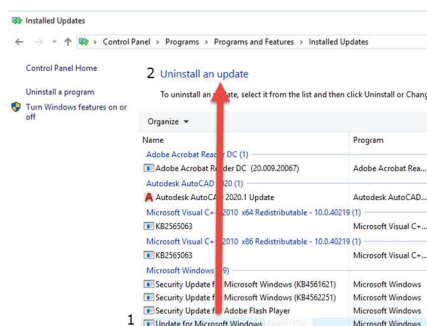 Installed Updates
Control Panel > Programs > Programs and Features > Installed Updates
Control Panel Home
Uninstall a program
Turn Windows features on or
off
2 Uninstall an update
To uninstall an update, select it from the list and then click Uninstall or Chang
Organize
Name Program
Adobe Acrobat Reader DC (1)
Adobe Acrobat Reader DC (20.009.20067) Adobe Acrobat Rea...
Autodesk AutoCAD 2020 (1)
Autodesk AutoCAD 2020.1 Update Autodesk AutoCAD...
Microsoft Visual C++ 2010 x64 Redistributable - 10.0.40219 (1)
KB2565063 Microsoft Visual C+...
Microsoft Visual C++ 2010 x86 Redistributable - 10.0.40219 (1)
KB2565063 Microsoft Visual C+...
Microsoft Windows 9)
Security Update for Microsoft Windows (KB4561621) Microsoft Windows
Security Update for Microsoft Windows (KB4562251) Microsoft Windows
Security Update for Adobe Flash Player Microsoft Windows
1 Update for Microsoft Windows Microsoft Windows